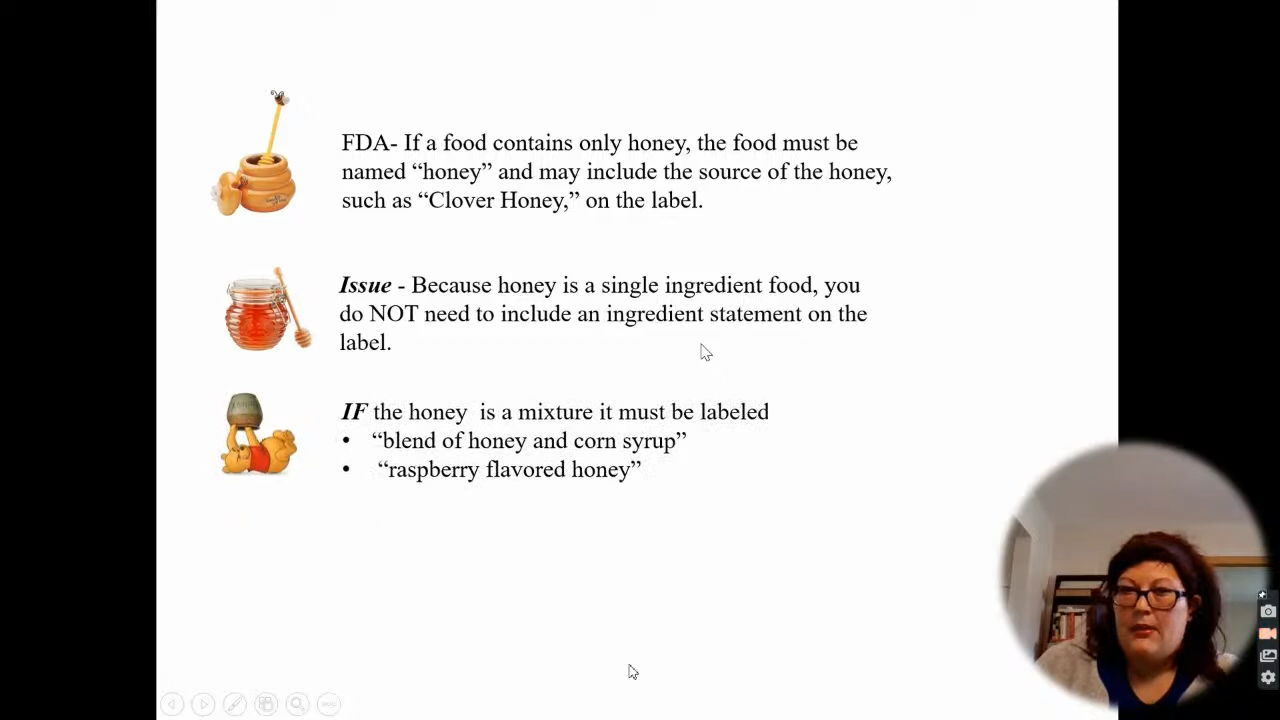 FDA- If a food contains only honey, the food must be
named “honey” and may include the source of the honey,
such as “Clover Honey,” on the label.
Issue - Because honey is a single ingredient food, you
do NOT need to include an ingredient statement on the
label.
IF the honey  is a mixture it must be labeled
• “blend of honey and corn syrup”
• “raspberry flavored honey”